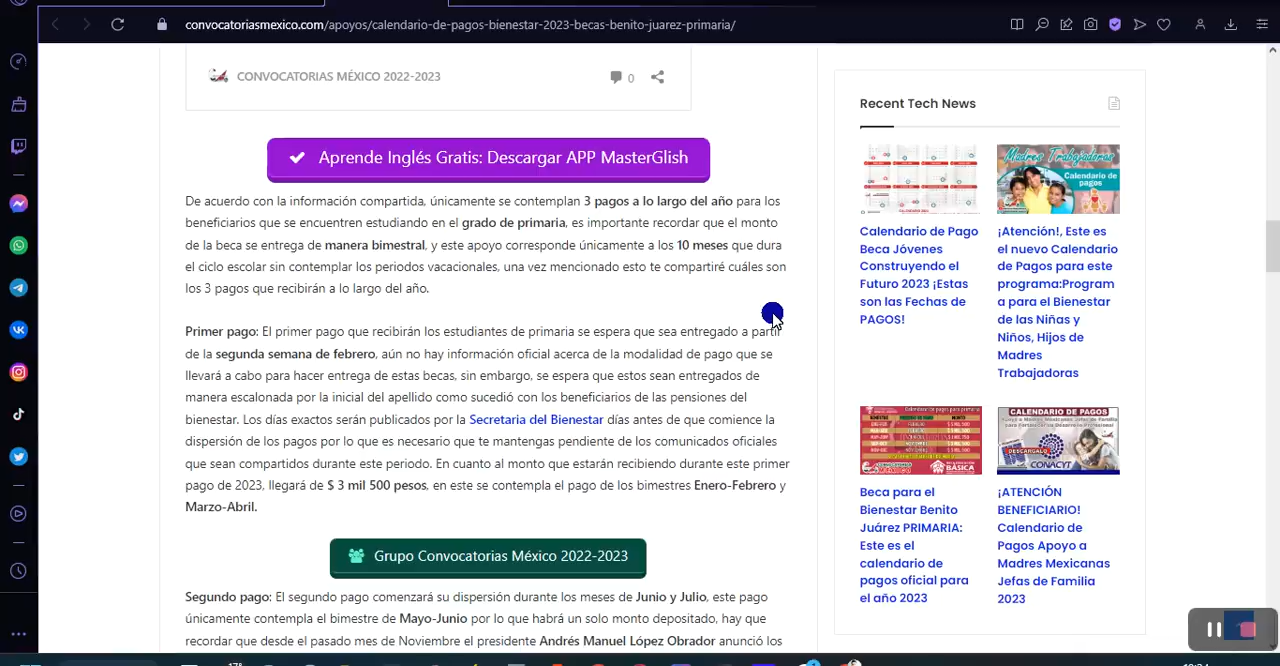 convocatoriasmexico.com/apoyos/calendario-de-pagos-bienestar-2023-becas-benito-juarez-primaria/
CONVOCATORIAS MÉXICO 2022-2023
0
Aprende Inglés Gratis: Descargar APP MasterGlish
De acuerdo con la información compartida, únicamente se contemplan 3 pagos a lo largo del año para los
beneficiarios que se encuentren estudiando en el grado de primaria, es importante recordar que el monto
de la beca se entrega de manera bimestral, y este apoyo corresponde únicamente a los 10 meses que dura
el ciclo escolar sin contemplar los periodos vacacionales, una vez mencionado esto te compartiré cuáles son
los 3 pagos que recibirán a lo largo del año.
Primer pago: El primer pago que recibirán los estudiantes de primaria se espera que sea entregado a partir
de la segunda semana de febrero, aún no hay información oficial acerca de la modalidad de pago que se
llevará a cabo para hacer entrega de estas becas, sin embargo, se espera que estos sean entregados de
manera escalonada por la inicial del apellido como sucedió con los beneficiarios de las pensiones del
bienestar. Los días exactos serán publicados por la Secretaria del Bienestar días antes de que comience la
dispersión de los pagos por lo que es necesario que te mantengas pendiente de los comunicados oficiales
que sean compartidos durante este periodo. En cuanto al monto que estarán recibiendo durante este primer
pago de 2023, llegara de $ 3 mil 500 pesos, en este se contempla el pago de los bimestres Enero-Febrero y
Marzo-Abril.
Grupo Convocatorias México 2022-2023
Segundo pago: El segundo pago comenzará su dispersión durante los meses de Junio y Julio, este pago
únicamente contempla el bimestre de Mayo-Junio por lo que habrá un solo monto depositado, hay que
recordar que desde el pasado mes de Noviembre el presidente Andrés Manuel López Obrador anunció los
Recent Tech News
Madres Trabajadoras
Calendario de
pagos
Calendario de Pago
Beca Jóvenes
Construyendo el
Futuro 2023 ¡Estas
son las Fechas de
PAGOS!
¡Atención!, Este es
el nuevo Calendario
de Pagos para este
programa:Program
a para el Bienestar
de las Niñas y
Niños, Hijos de
Madres
Trabajadoras
CALENDARIO DE PAGOS
DESCARGALO
CONACYT
Beca para el
Bienestar Benito
Juárez PRIMARIA:
Este es el
calendario de
pagos oficial para
el año 2023
¡ATENCIÓN
BENEFICIARIO!
Calendario de
Pagos Apoyo a
Madres Mexicanas
Jefas de Familia
2023